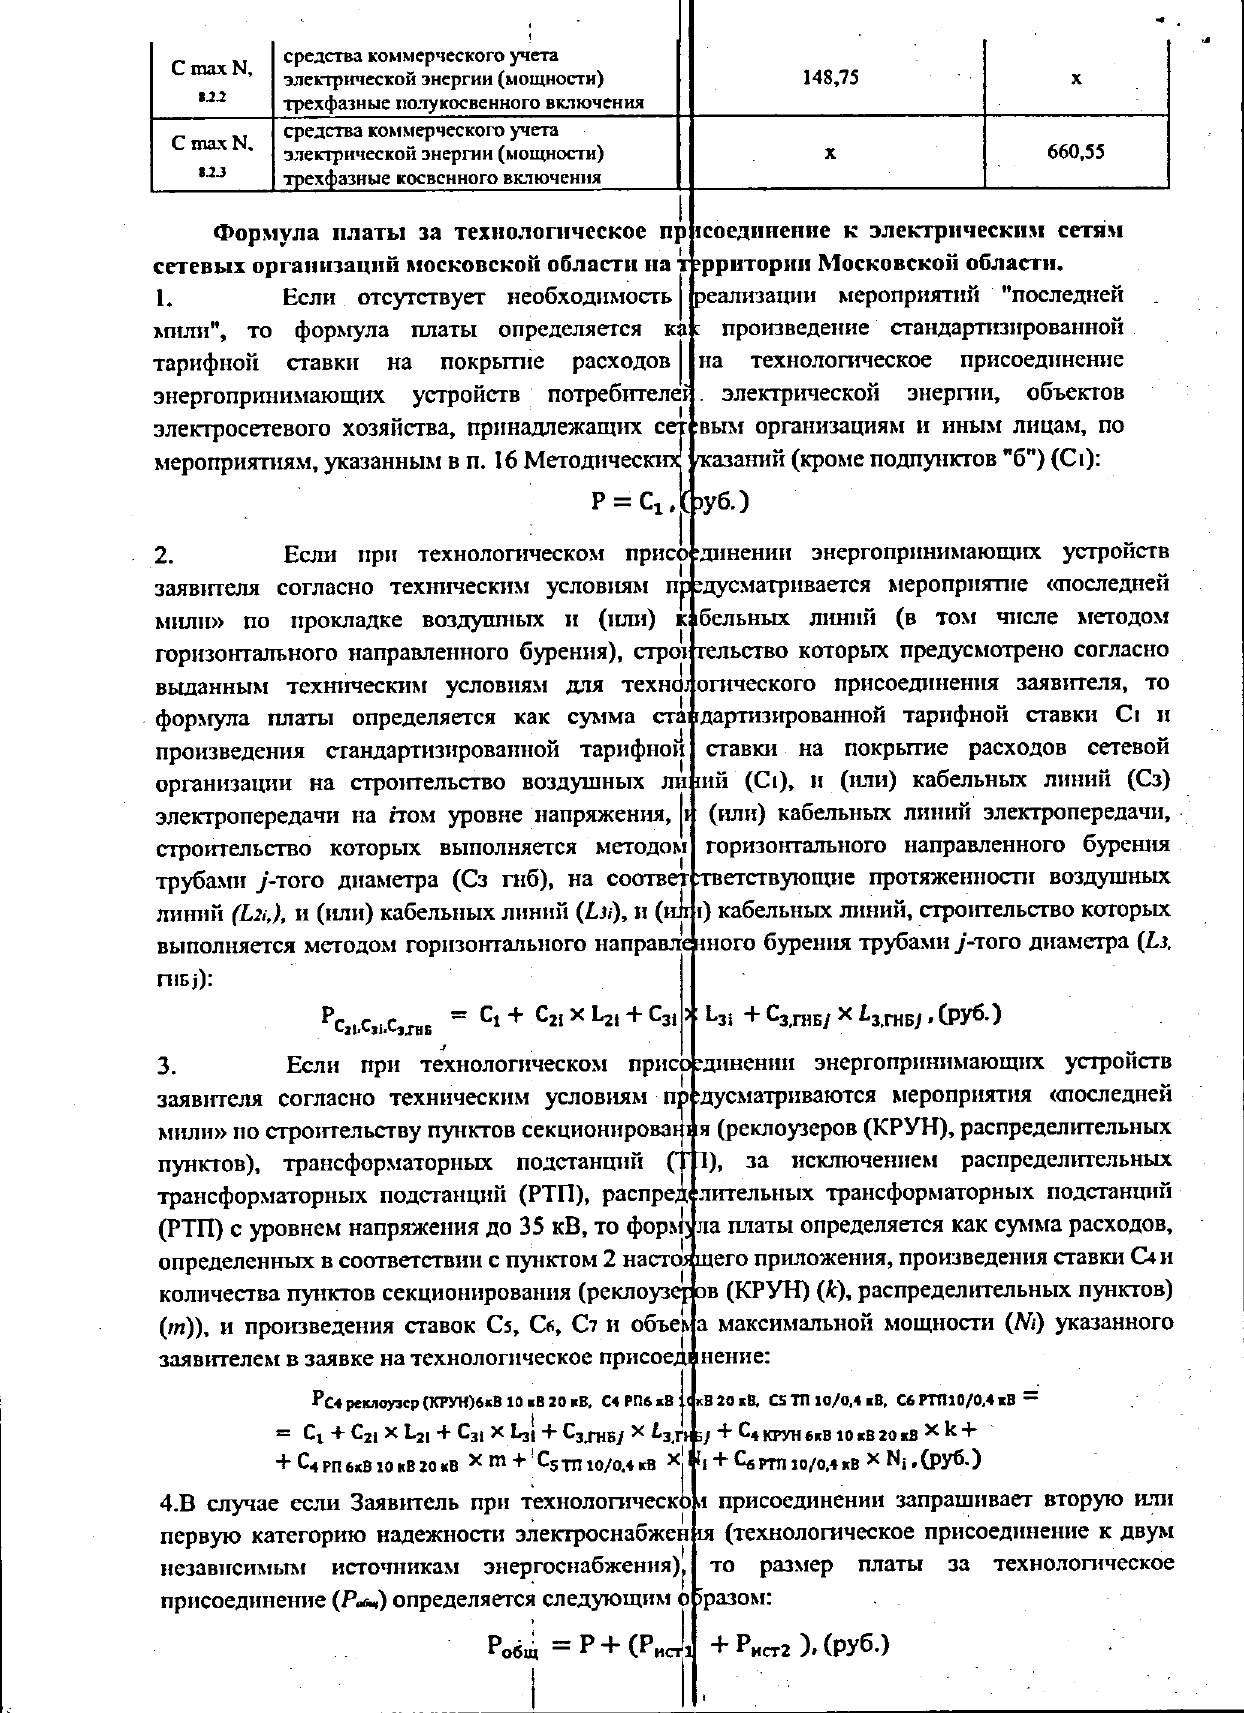 C max N, 8.2.2 средства коммерческого учета электрической энергии (мощности) трехфазные полукосвенного включения 148,75 x
C max N, 8.2.3 средства коммерческого учета электрической энергии (мощности) трехфазные косвенного включения x 660,55
Формула платы за технологическое присоединение к электрическим сетям
сетевых организаций московской области на территории Московской области.
1. Если отсутствует необходимость реализации мероприятий "последней
мили", то формула платы определяется как произведение стандартизированной
тарифной ставки на покрытие расходов на технологическое присоединение
энергопринимающих устройств потребителей электрической энергии, объектов
электросетевого хозяйства, принадлежащих сетевым организациям и иным лицам, по
мероприятиям, указанным в п. 16 Методических указаний (кроме подпунктов "б") (C1):
P = C₁ , (руб.)
2. Если при технологическом присоединении энергопринимающих устройств
заявителя согласно техническим условиям предусматривается мероприятие «последней
мили» по прокладке воздушных и (или) кабельных линий (в том числе методом
горизонтального направленного бурения), строительство которых предусмотрено согласно
выданным техническим условиям для технологического присоединения заявителя, то
формула платы определяется как сумма стандартизированной тарифной ставки C1 и
произведения стандартизированной тарифной ставки на покрытие расходов сетевой
организации на строительство воздушных линий (C1), и (или) кабельных линий (C3)
электропередачи на iтом уровне напряжения, и (или) кабельных линий электропередачи,
строительство которых выполняется методом горизонтального направленного бурения
трубами j-того диаметра (C3 гнб), на соответствующие протяженности воздушных
линий (L2i,), и (или) кабельных линий (L3i), и (или) кабельных линий, строительство которых
выполняется методом горизонтального направленного бурения трубами j-того диаметра (L3,
ГНБ j):
P C2i,C3i,C3,ГНБ j = C₁ + C2i × L2i + C3i × L3i + C3,ГНБj × L3,ГНБj , (руб.)
3. Если при технологическом присоединении энергопринимающих устройств
заявителя согласно техническим условиям предусматриваются мероприятия «последней
мили» по строительству пунктов секционирования (реклоузеров (КРУН), распределительных
пунктов), трансформаторных подстанций (ТП), за исключением распределительных
трансформаторных подстанций (РТП), распределительных трансформаторных подстанций
(РТП) с уровнем напряжения до 35 кВ, то формула платы определяется как сумма расходов,
определенных в соответствии с пунктом 2 настоящего приложения, произведения ставки C4 и
количества пунктов секционирования (реклоузеров (КРУН) (k), распределительных пунктов)
(m)), и произведения ставок C5, C6, C7 и объема максимальной мощности (Ni) указанного
заявителем в заявке на технологическое присоединение:
P C4 реклоузер (КРУН)6кВ 10 кВ 20 кВ, C4 РП6 кВ 10 кВ 20 кВ, C5 ТП 10/0,4 кВ, C6 РТП10/0,4 кВ =
= C₁ + C2i × L2i + C3i × L3i + C3,ГНБj × L3,ГНБj + C4 КРУН 6кВ 10 кВ 20 кВ × k +
+ C4 РП 6кВ 10 кВ 20 кВ × m + C5 ТП 10/0,4 кВ × Ni + C6 РТП 10/0,4 кВ × Ni , (руб.)
4.В случае если Заявитель при технологическом присоединении запрашивает вторую или
первую категорию надежности электроснабжения (технологическое присоединение к двум
независимым источникам энергоснабжения), то размер платы за технологическое
присоединение (Pобщ) определяется следующим образом:
Pобщ = P + (Pист1 + Pист2 ), (руб.)